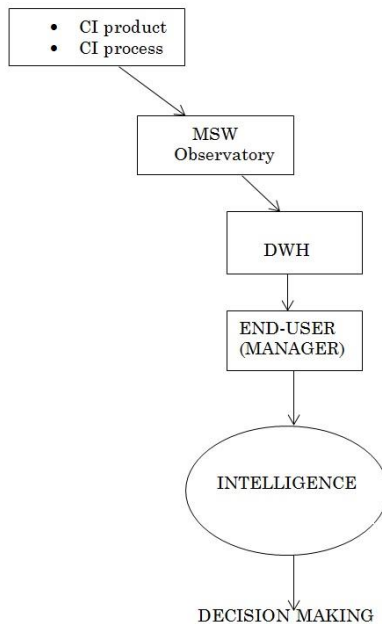 • CI product
• CI process
MSW
Observatory
DWH
END-USER
(MANAGER)
INTELLIGENCE
DECISION MAKING